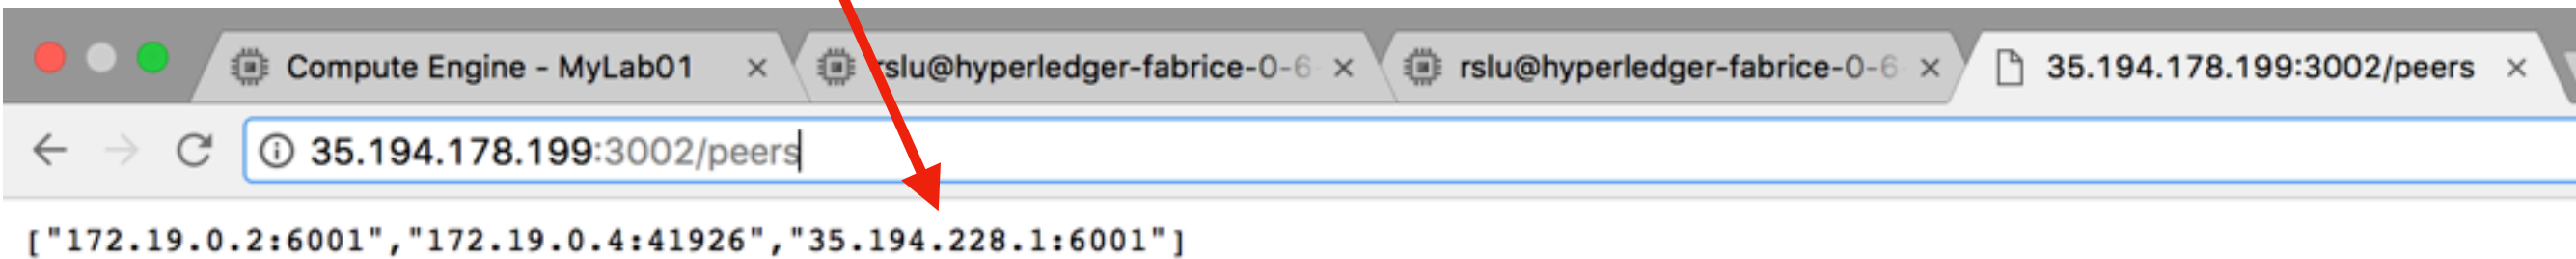 Compute Engine - MyLab01 × rslu@hyperledger-fabrice-0-6 × rslu@hyperledger-fabrice-0-6 × 35.194.178.199:3002/peers ×
35.194.178.199:3002/peers
["172.19.0.2:6001","172.19.0.4:41926","35.194.228.1:6001"]